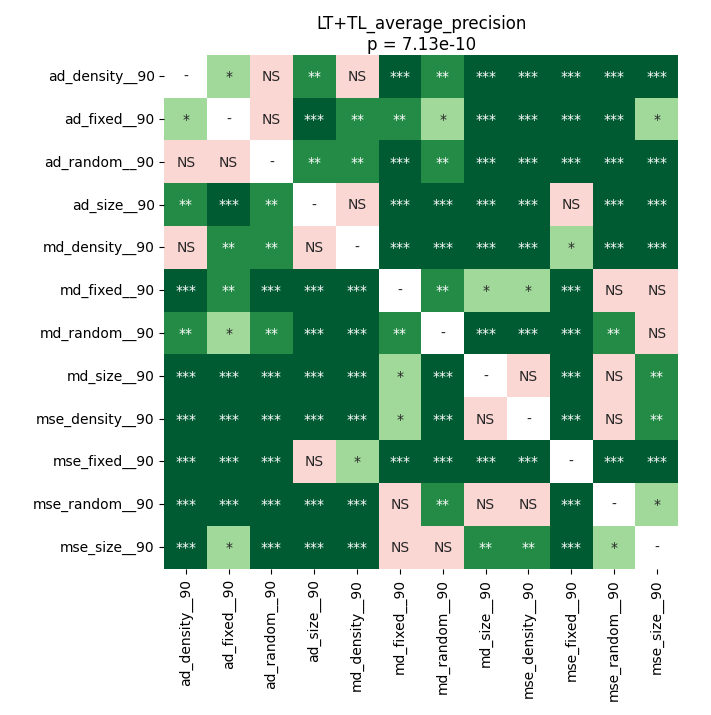 LT+TL_average_precision
p = 7.13e-10
ad_density__90 - * NS ** NS *** ** *** *** *** *** ***
ad_fixed__90 * - NS *** ** ** * *** *** *** *** *
ad_random__90 NS NS - ** ** *** ** *** *** *** *** ***
ad_size__90 ** *** ** - NS *** *** *** *** NS *** ***
md_density__90 NS ** ** NS - *** *** *** *** * *** ***
md_fixed__90 *** ** *** *** *** - ** * * *** NS NS
md_random__90 ** * ** *** *** ** - *** *** *** ** NS
md_size__90 *** *** *** *** *** * *** - NS *** NS **
mse_density__90 *** *** *** *** *** * *** NS - *** NS **
mse_fixed__90 *** *** *** NS * *** *** *** *** - *** ***
mse_random__90 *** *** *** *** *** NS ** NS NS *** - *
mse_size__90 *** * *** *** *** NS NS ** ** *** * -
ad_density__90
ad_fixed__90
ad_random__90
ad_size__90
md_density__90
md_fixed__90
md_random__90
md_size__90
mse_density__90
mse_fixed__90
mse_random__90
mse_size__90